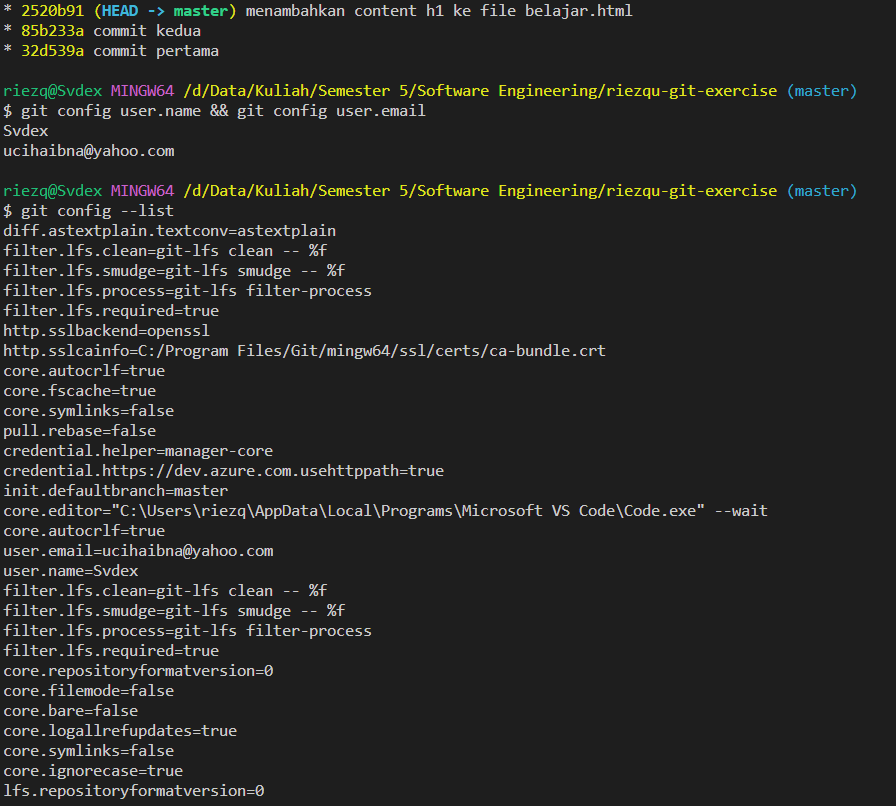 * 2520b91 (HEAD -> master) menambahkan content h1 ke file belajar.html
* 85b233a commit kedua
* 32d539a commit pertama
riezq@Svdex MINGW64 /d/Data/Kuliah/Semester 5/Software Engineering/riezqu-git-exercise (master)
$ git config user.name && git config user.email
Svdex
ucihaibna@yahoo.com
riezq@Svdex MINGW64 /d/Data/Kuliah/Semester 5/Software Engineering/riezqu-git-exercise (master)
$ git config --list
diff.astextplain.textconv=astextplain
filter.lfs.clean=git-lfs clean -- %f
filter.lfs.smudge=git-lfs smudge -- %f
filter.lfs.process=git-lfs filter-process
filter.lfs.required=true
http.sslbackend=openssl
http.sslcainfo=C:/Program Files/Git/mingw64/ssl/certs/ca-bundle.crt
core.autocrlf=true
core.fscache=true
core.symlinks=false
pull.rebase=false
credential.helper=manager-core
credential.https://dev.azure.com.usehttppath=true
init.defaultbranch=master
core.editor="C:\Users\riezq\AppData\Local\Programs\Microsoft VS Code\Code.exe" --wait
core.autocrlf=true
user.email=ucihaibna@yahoo.com
user.name=Svdex
filter.lfs.clean=git-lfs clean -- %f
filter.lfs.smudge=git-lfs smudge -- %f
filter.lfs.process=git-lfs filter-process
filter.lfs.required=true
core.repositoryformatversion=0
core.filemode=false
core.bare=false
core.logallrefupdates=true
core.symlinks=false
core.ignorecase=true
lfs.repositoryformatversion=0